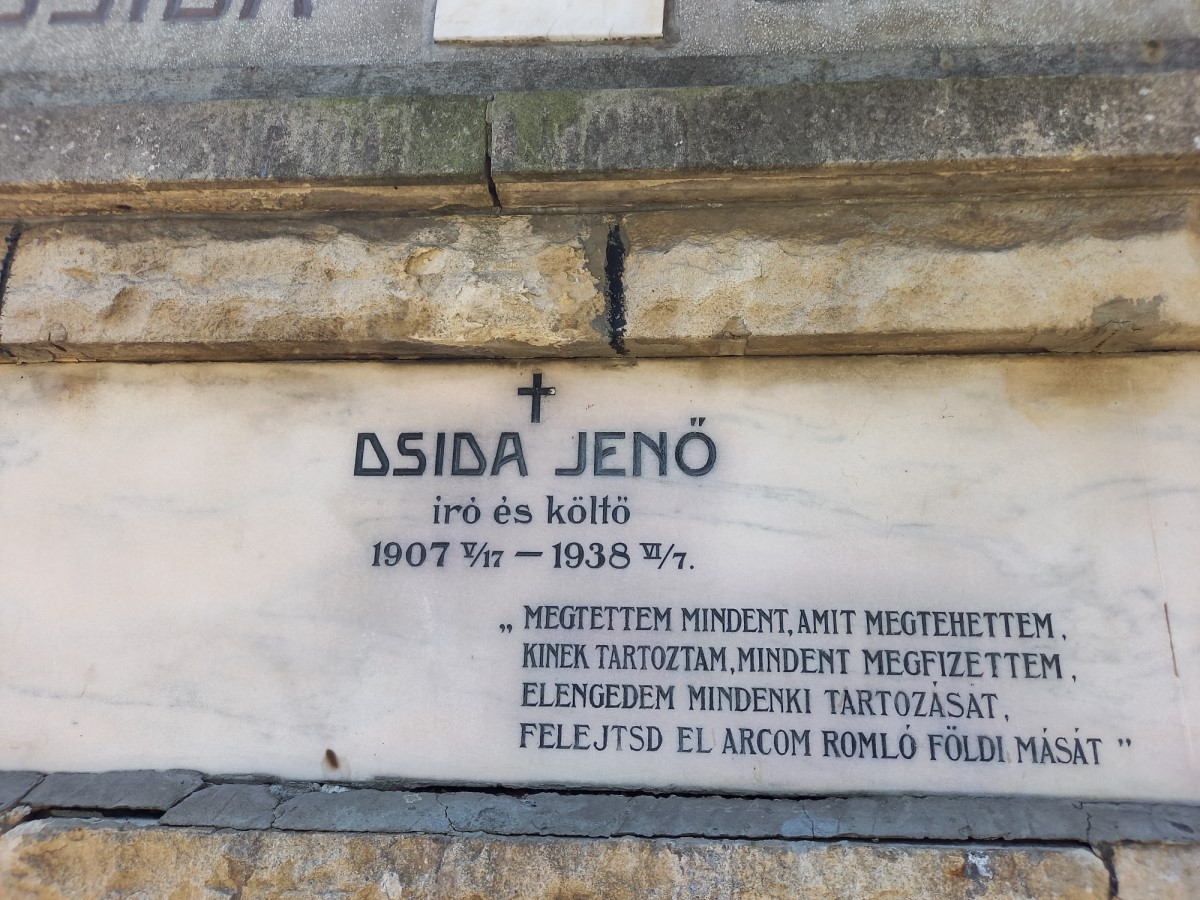 DSIDA JENŐ
iró és költö
1907 V/17 – 1938 VI/7.
„ MEGTETTEM MINDENT, AMIT MEGTEHETTEM,
KINEK TARTOZTAM, MINDENT MEGFIZETTEM,
ELENGEDEM MINDENKI TARTOZÁSÁT,
FELEJTSD EL ARCOM ROMLÓ FÖLDI MÁSÁT ”